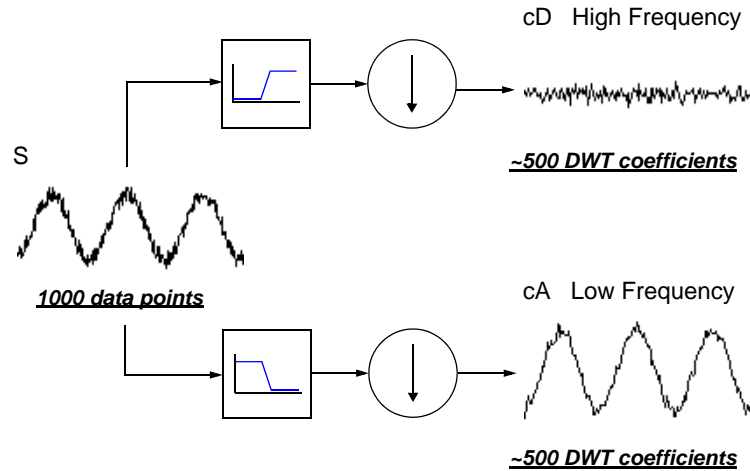 cD High Frequency
~500 DWT coefficients
S
1000 data points
cA Low Frequency
~500 DWT coefficients